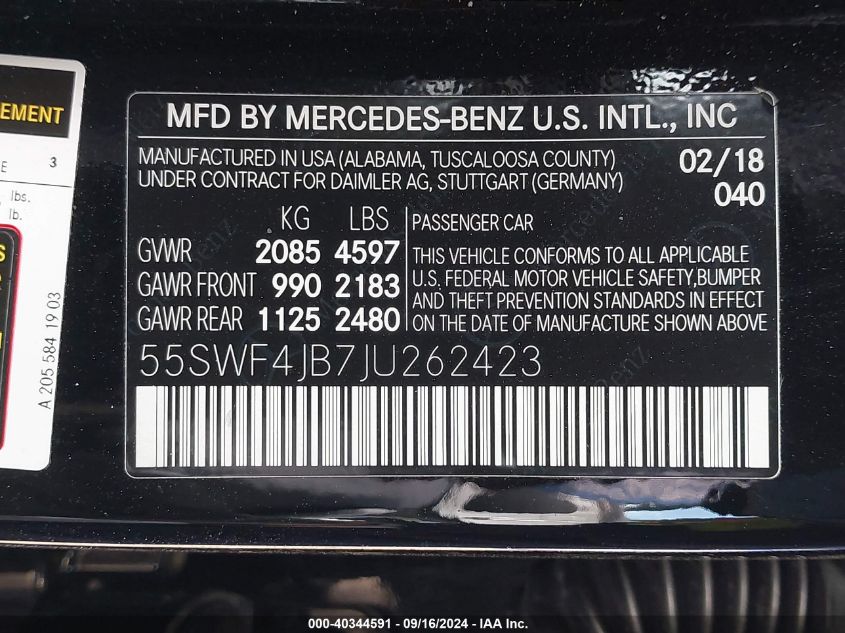 EMENT
E 3
lbs.
lb.
S
A 205 584 19 03
MFD BY MERCEDES-BENZ U.S. INTL., INC
MANUFACTURED IN USA (ALABAMA, TUSCALOOSA COUNTY) 02/18
UNDER CONTRACT FOR DAIMLER AG, STUTTGART (GERMANY) 040
KG LBS
GVWR 2085 4597
GAWR FRONT 990 2183
GAWR REAR 1125 2480
PASSENGER CAR
THIS VEHICLE CONFORMS TO ALL APPLICABLE
U.S. FEDERAL MOTOR VEHICLE SAFETY,BUMPER
AND THEFT PREVENTION STANDARDS IN EFFECT
ON THE DATE OF MANUFACTURE SHOWN ABOVE
55SWF4JB7JU262423
000-40344591 - 09/16/2024 - IAA Inc.